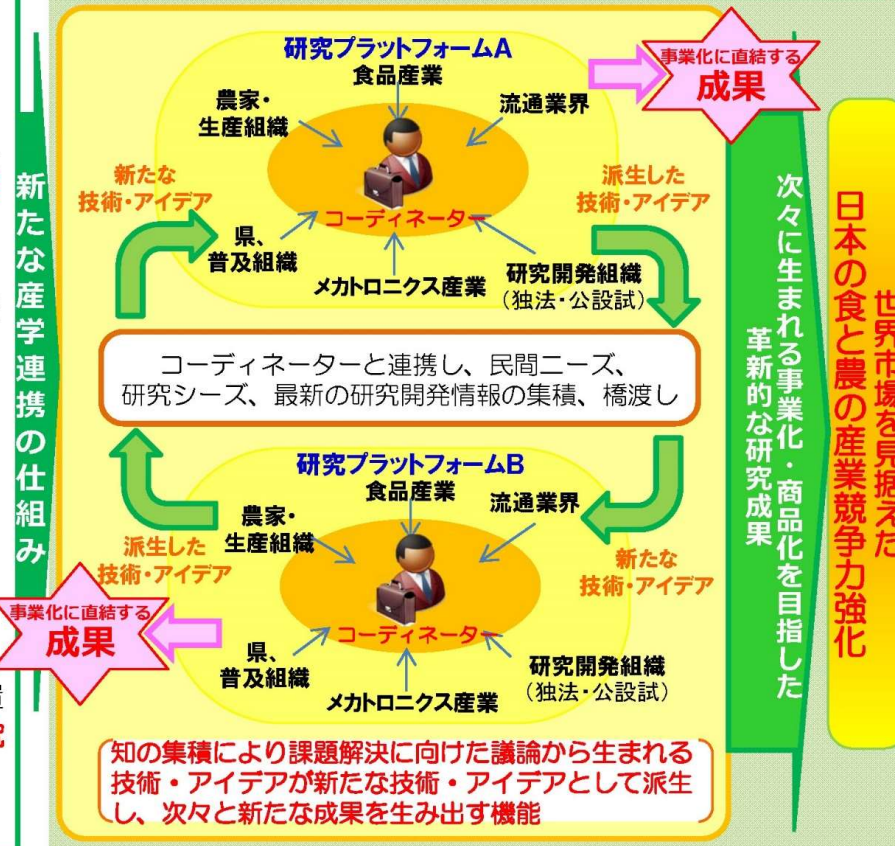 新たな産学連携の仕組み
研究プラットフォームA
食品産業
農家・
生産組織
流通業界
事業化に直結する
成果
新たな
技術・アイデア
コーディネーター
派生した
技術・アイデア
県、
普及組織
メカトロニクス産業
研究開発組織
（独法・公設試）
コーディネーターと連携し、民間ニーズ、
研究シーズ、最新の研究開発情報の集積、橋渡し
研究プラットフォームB
食品産業
農家・
生産組織
流通業界
派生した
技術・アイデア
新たな
技術・アイデア
コーディネーター
事業化に直結する
成果
県、
普及組織
メカトロニクス産業
研究開発組織
（独法・公設試）
知の集積により課題解決に向けた議論から生まれる
技術・アイデアが新たな技術・アイデアとして派生
し、次々と新たな成果を生み出す機能
次々に生まれる事業化・商品化を目指した
革新的な研究成果
世界市場を見据えた
日本の食と農の産業競争力強化